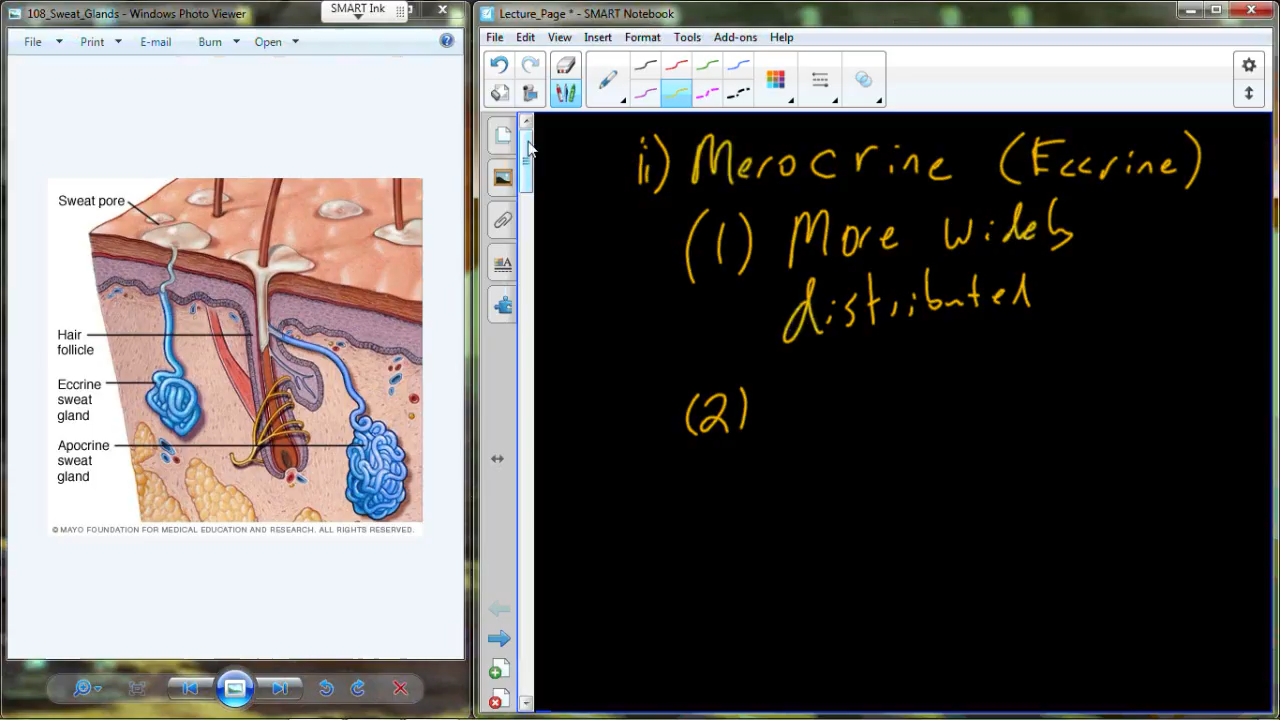 108_Sweat_Glands - Windows Photo Viewer
SMART Ink
File Print E-mail Burn Open
Sweat pore
Hair
follicle
Eccrine
sweat
gland
Apocrine
sweat
gland
© MAYO FOUNDATION FOR MEDICAL EDUCATION AND RESEARCH. ALL RIGHTS RESERVED.
Lecture_Page * - SMART Notebook
File Edit View Insert Format Tools Add-ons Help
ii) Merocrine (Eccrine)
(1) More widely
distributed
(2)